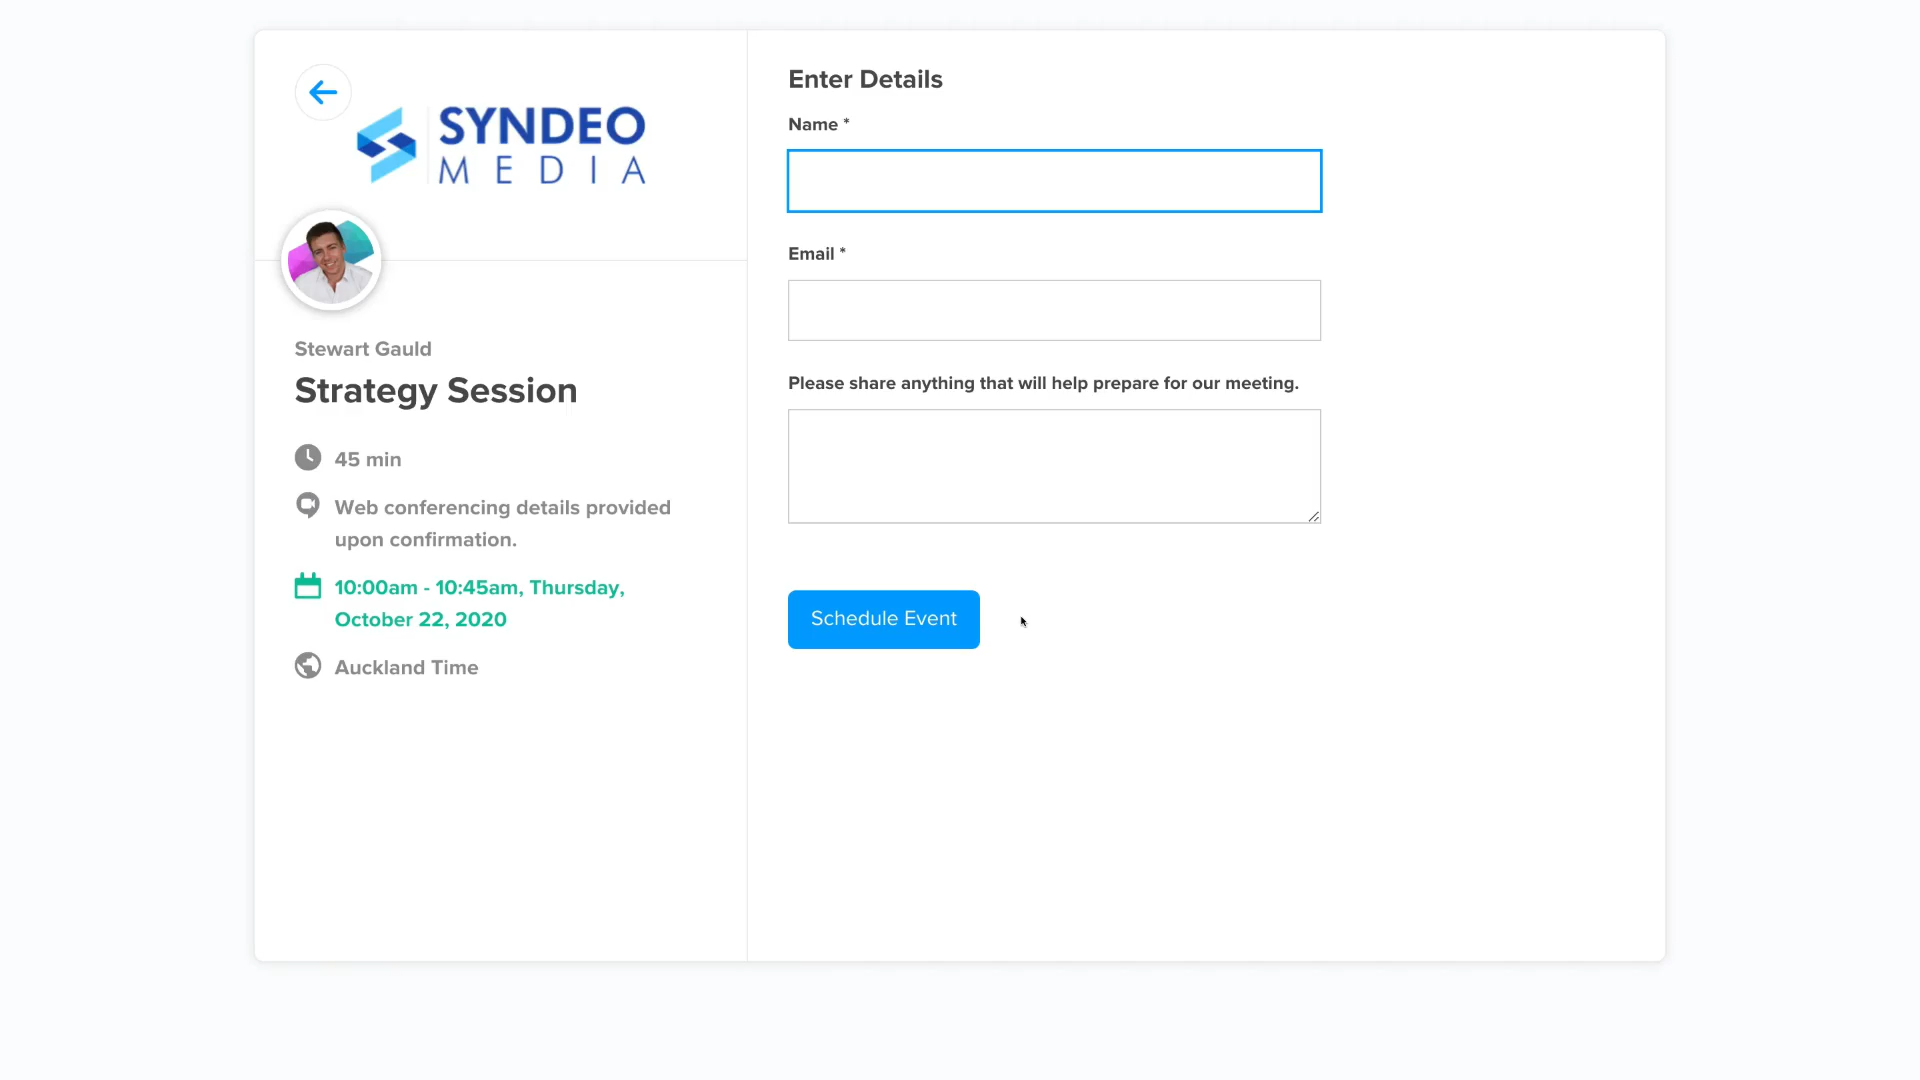 SYNDEO
MEDIA
Stewart Gauld
Strategy Session
45 min
Web conferencing details provided
upon confirmation.
10:00am - 10:45am, Thursday,
October 22, 2020
Auckland Time
Enter Details
Name *
Email *
Please share anything that will help prepare for our meeting.
Schedule Event